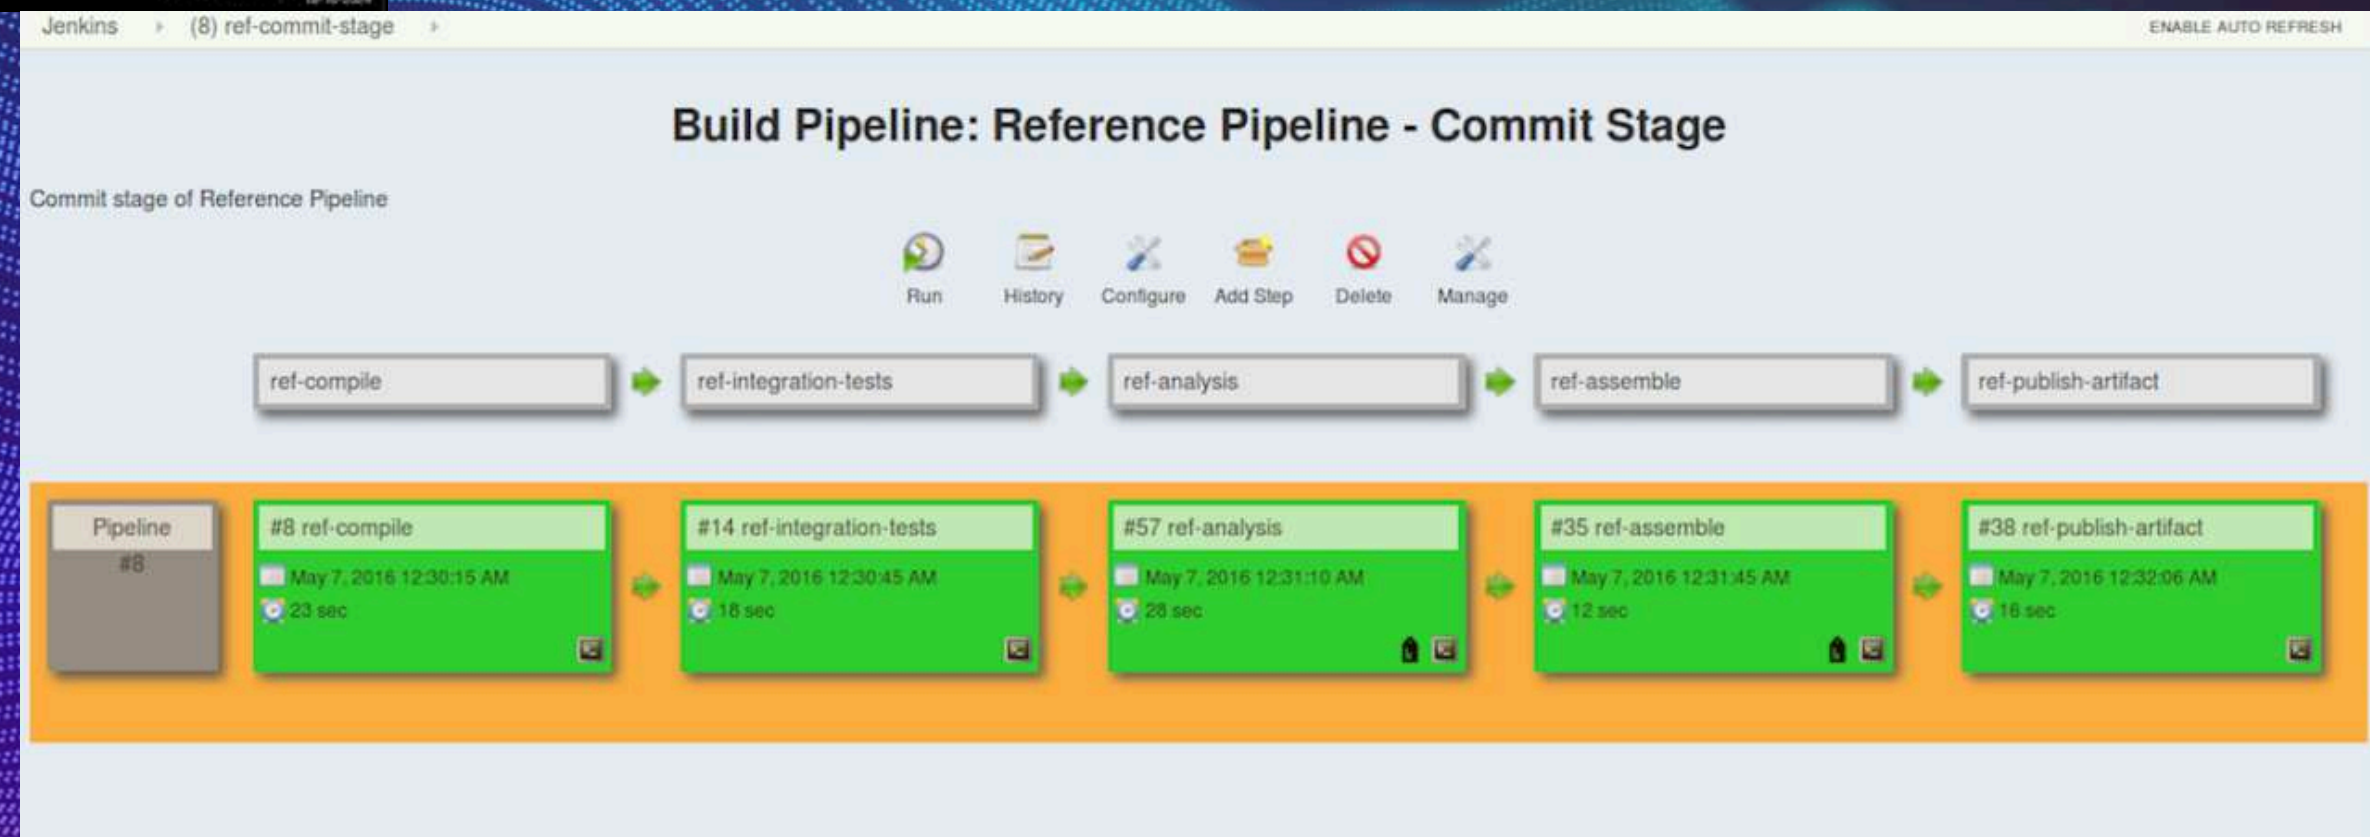 Jenkins (8) ref-commit-stage ENABLE AUTO REFRESH
Build Pipeline: Reference Pipeline - Commit Stage
Commit stage of Reference Pipeline
Run History Configure Add Step Delete Manage
ref-compile ref-integration-tests ref-analysis ref-assemble ref-publish-artifact
Pipeline #8 ref-compile #14 ref-integration-tests #57 ref-analysis #35 ref-assemble #38 ref-publish-artifact
#8
May 7, 2016 12:30:15 AM May 7, 2016 12:30:45 AM May 7, 2016 12:31:10 AM May 7, 2016 12:31:45 AM May 7, 2016 12:32:06 AM
23 sec 18 sec 28 sec 12 sec 16 sec